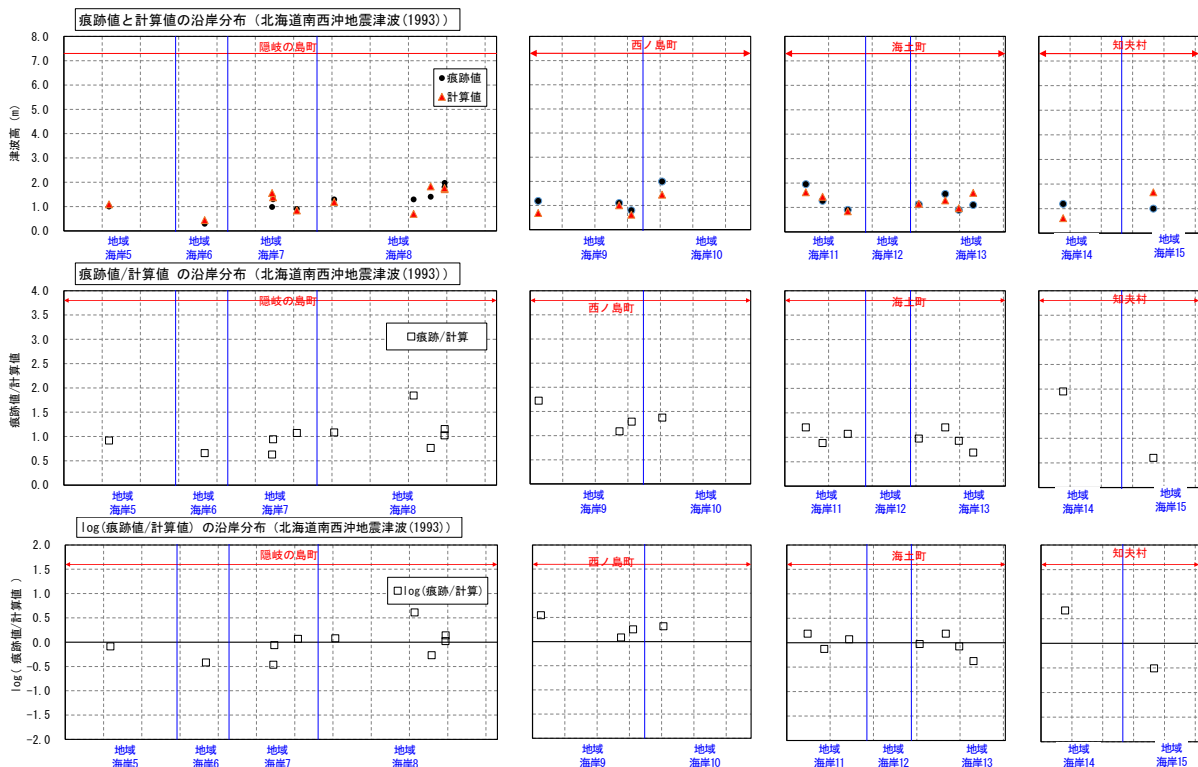 痕跡値と計算値の沿岸分布（北海道南西沖地震津波(1993)）
8.0
7.0
6.0
5.0
4.0
3.0
2.0
1.0
0.0
津波高（m）
隠岐の島町
西ノ島町
海士町
知夫村
痕跡値
計算値
地域
海岸5
地域
海岸6
地域
海岸7
地域
海岸8
地域
海岸9
地域
海岸10
地域
海岸11
地域
海岸12
地域
海岸13
地域
海岸14
地域
海岸15
痕跡値/計算値 の沿岸分布（北海道南西沖地震津波(1993)）
4.0
3.5
3.0
2.5
2.0
1.5
1.0
0.5
0.0
痕跡値/計算値
隠岐の島町
西ノ島町
海士町
知夫村
痕跡/計算
地域
海岸5
地域
海岸6
地域
海岸7
地域
海岸8
地域
海岸9
地域
海岸10
地域
海岸11
地域
海岸12
地域
海岸13
地域
海岸14
地域
海岸15
log(痕跡値/計算値) の沿岸分布（北海道南西沖地震津波(1993)）
2.0
1.5
1.0
0.5
0.0
-0.5
-1.0
-1.5
-2.0
log( 痕跡値/計算値)
隠岐の島町
西ノ島町
海士町
知夫村
log(痕跡/計算)
地域
海岸5
地域
海岸6
地域
海岸7
地域
海岸8
地域
海岸9
地域
海岸10
地域
海岸11
地域
海岸12
地域
海岸13
地域
海岸14
地域
海岸15